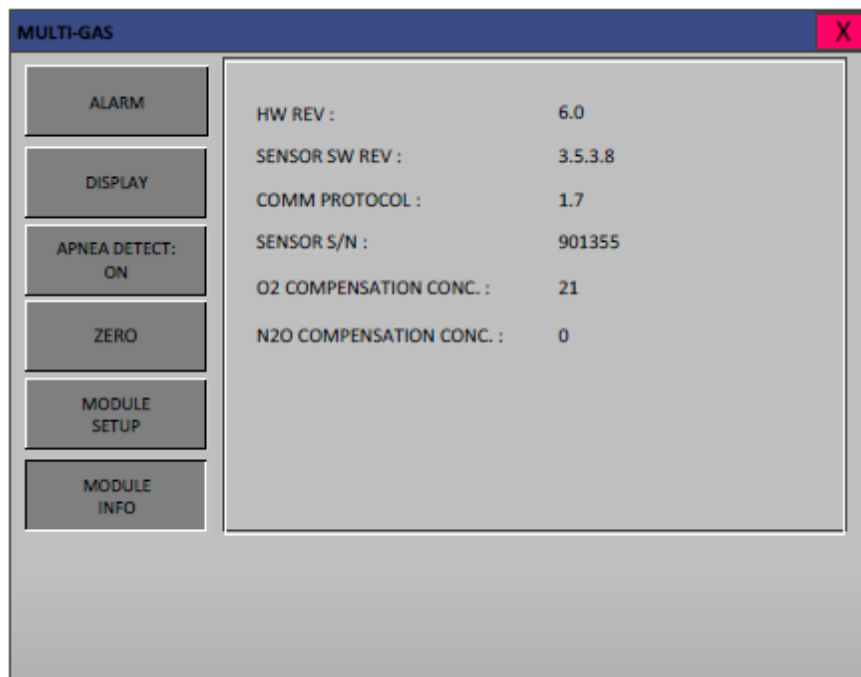 MULTI-GAS
X
ALARM
DISPLAY
APNEA DETECT:
ON
ZERO
MODULE
SETUP
MODULE
INFO
HW REV : 6.0
SENSOR SW REV : 3.5.3.8
COMM PROTOCOL : 1.7
SENSOR S/N : 901355
O2 COMPENSATION CONC. : 21
N2O COMPENSATION CONC. : 0